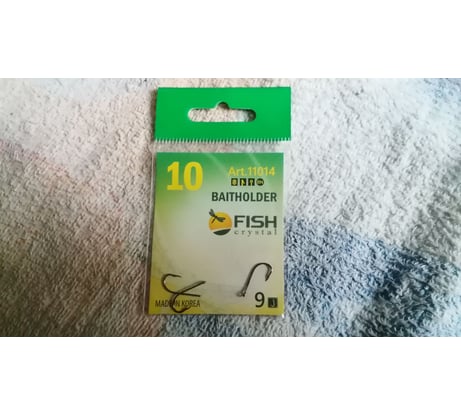 10
Art.11014
BAITHOLDER
FISH
crystal
MADE IN KOREA
9